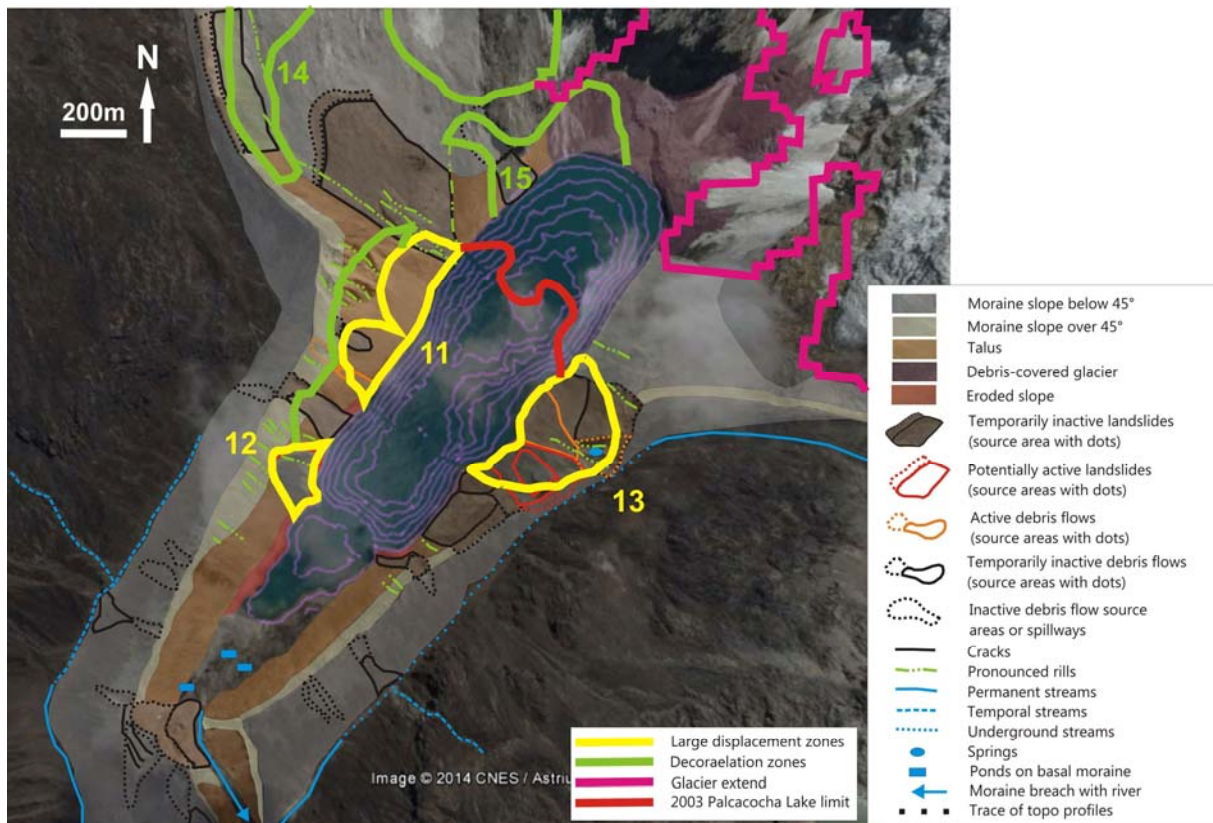 N
200m
14
15
11
12
13
Moraine slope below 45°
Moraine slope over 45°
Talus
Debris-covered glacier
Eroded slope
Temporarily inactive landslides
(source area with dots)
Potentially active landslides
(source areas with dots)
Active debris flows
(source areas with dots)
Temporarily inactive debris flows
(source areas with dots)
Inactive debris flow source
areas or spillways
Cracks
Pronounced rills
Permanent streams
Temporal streams
Underground streams
Springs
Ponds on basal moraine
Moraine breach with river
Trace of topo profiles
Large displacement zones
Decoraelation zones
Glacier extend
2003 Palcacocha Lake limit
Image © 2014 CNES / Astriu